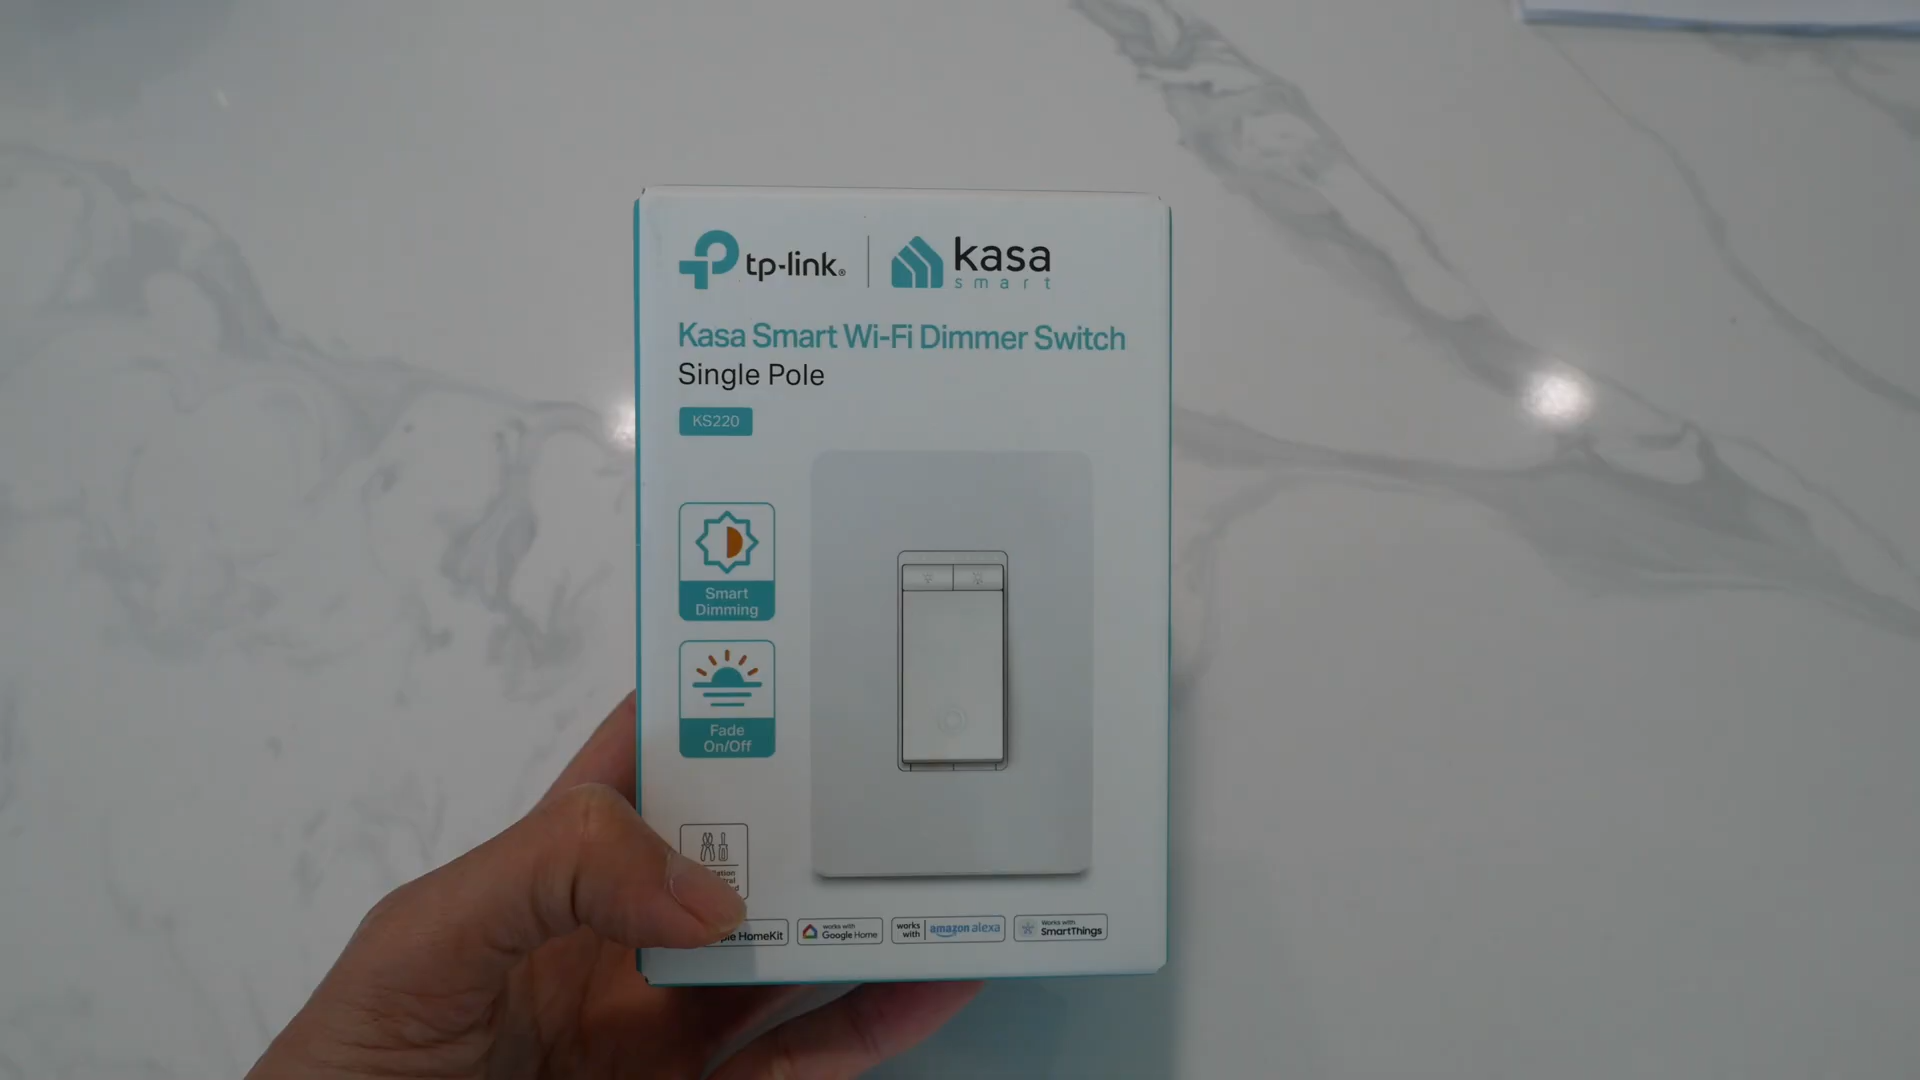 tp-link
kasa
smart
Kasa Smart Wi-Fi Dimmer Switch
Single Pole
KS220
Smart
Dimming
Fade
On/Off
HomeKit
works with
Google Home
works
with
amazon alexa
Works with
SmartThings